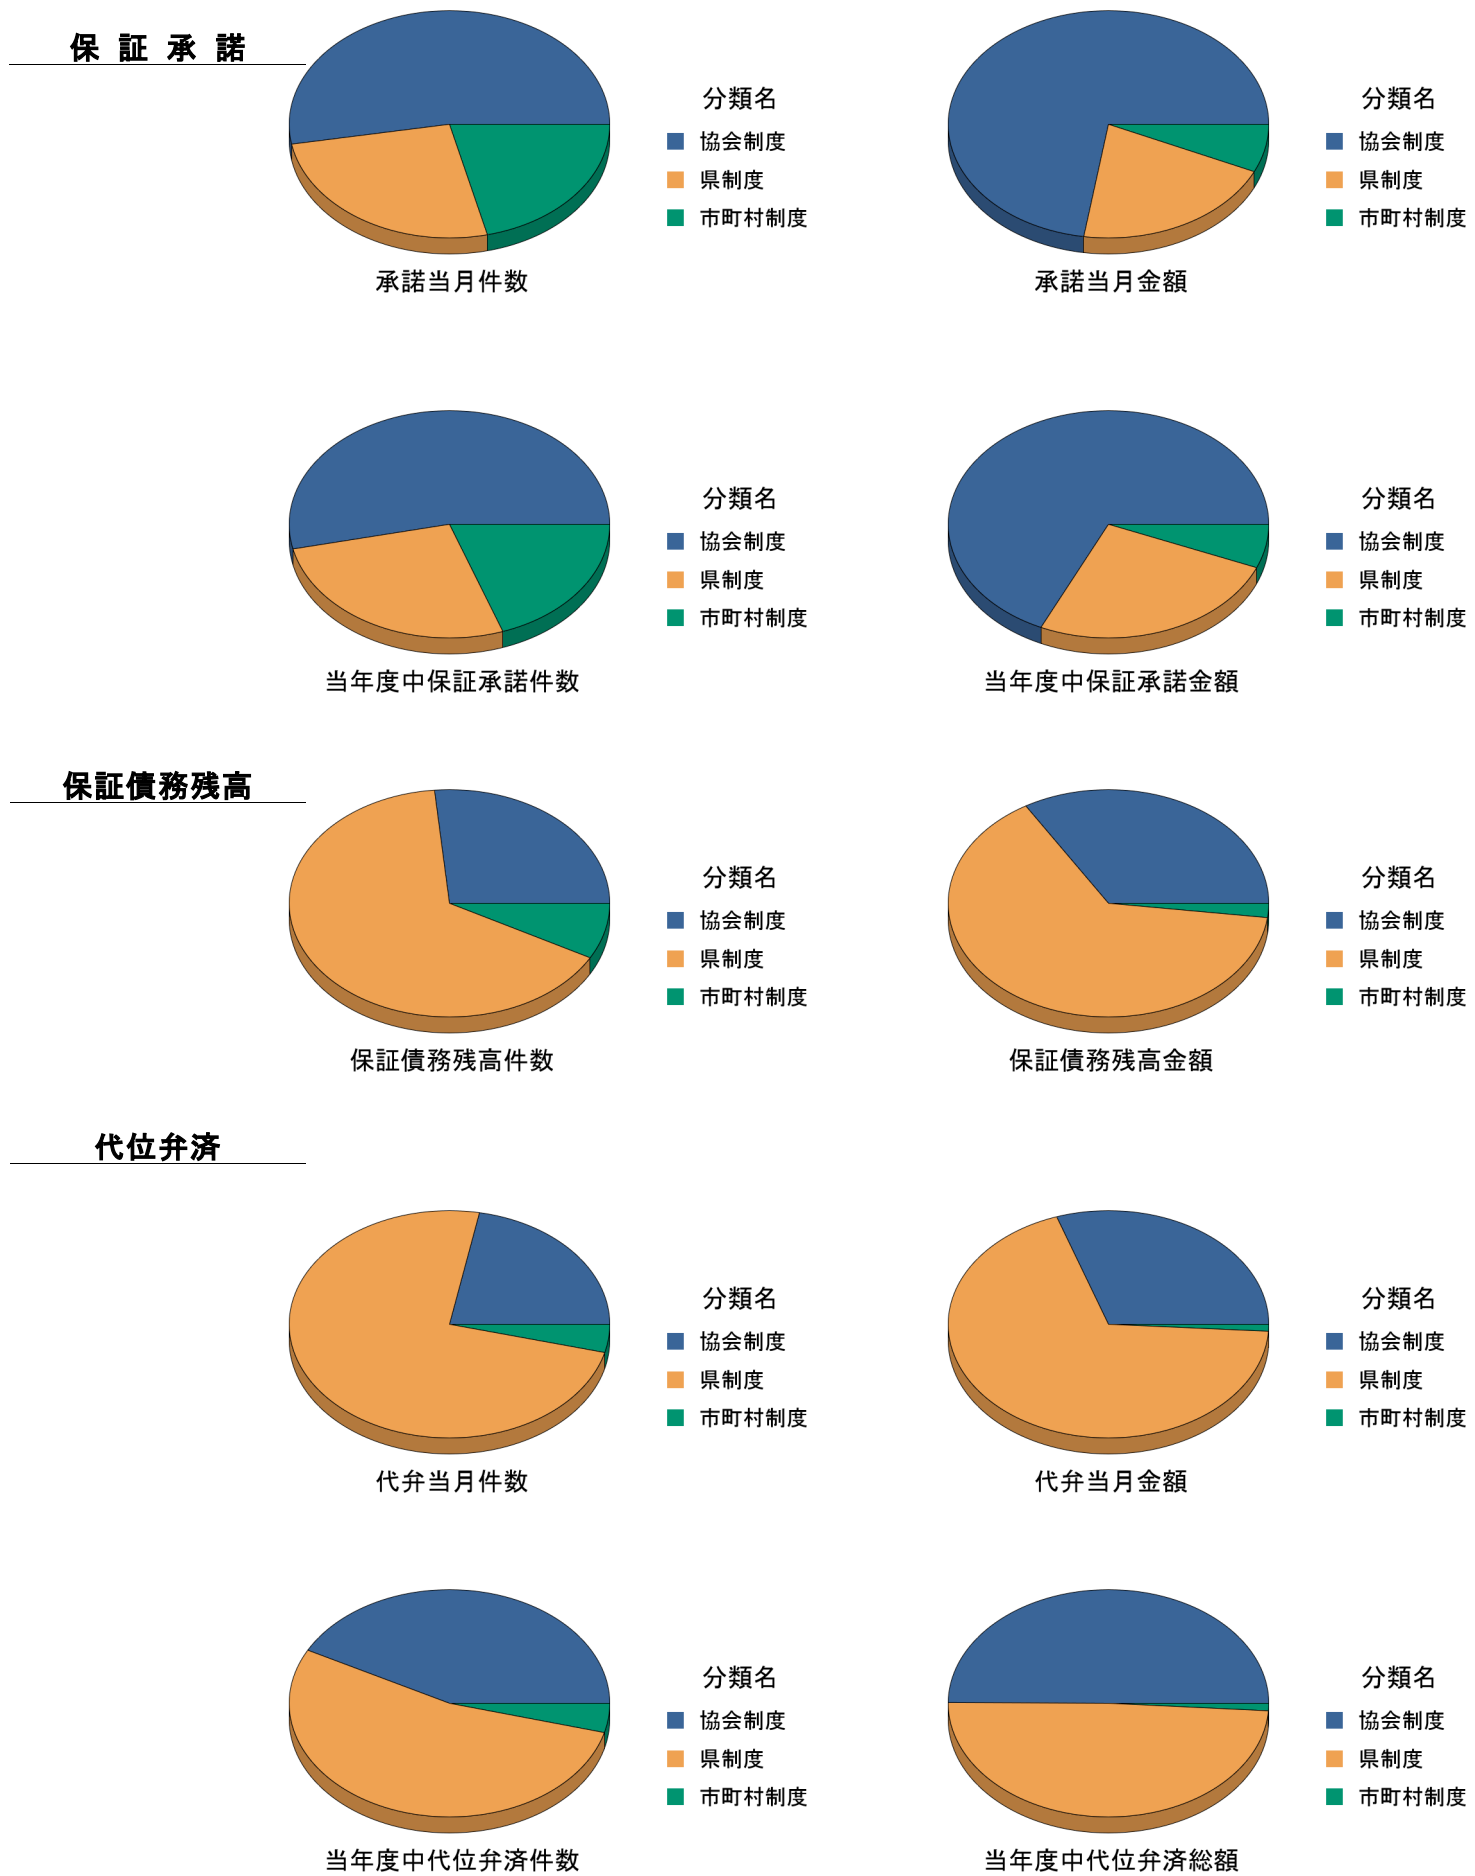 保 証 承 諾
分類名
協会制度
県制度
市町村制度
承諾当月件数
分類名
協会制度
県制度
市町村制度
承諾当月金額
分類名
協会制度
県制度
市町村制度
当年度中保証承諾件数
分類名
協会制度
県制度
市町村制度
当年度中保証承諾金額
保証債務残高
分類名
協会制度
県制度
市町村制度
保証債務残高件数
分類名
協会制度
県制度
市町村制度
保証債務残高金額
代位弁済
分類名
協会制度
県制度
市町村制度
代弁当月件数
分類名
協会制度
県制度
市町村制度
代弁当月金額
分類名
協会制度
県制度
市町村制度
当年度中代位弁済件数
分類名
協会制度
県制度
市町村制度
当年度中代位弁済総額